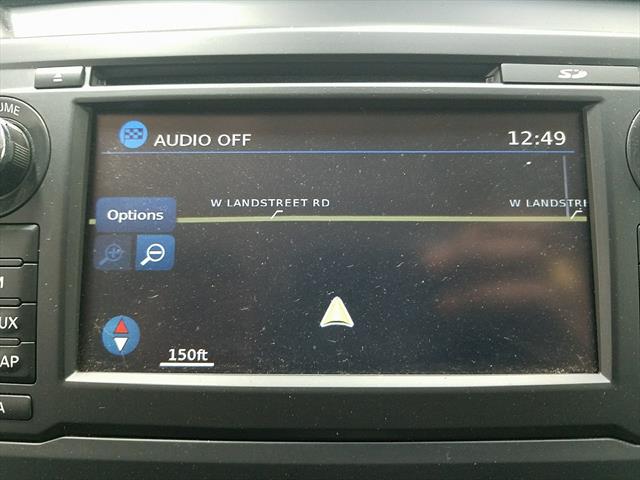 UME
SD
AUDIO OFF
12:49
W LANDSTREET RD
W LANDSTRE
Options
M
UX
AP
A
150ft